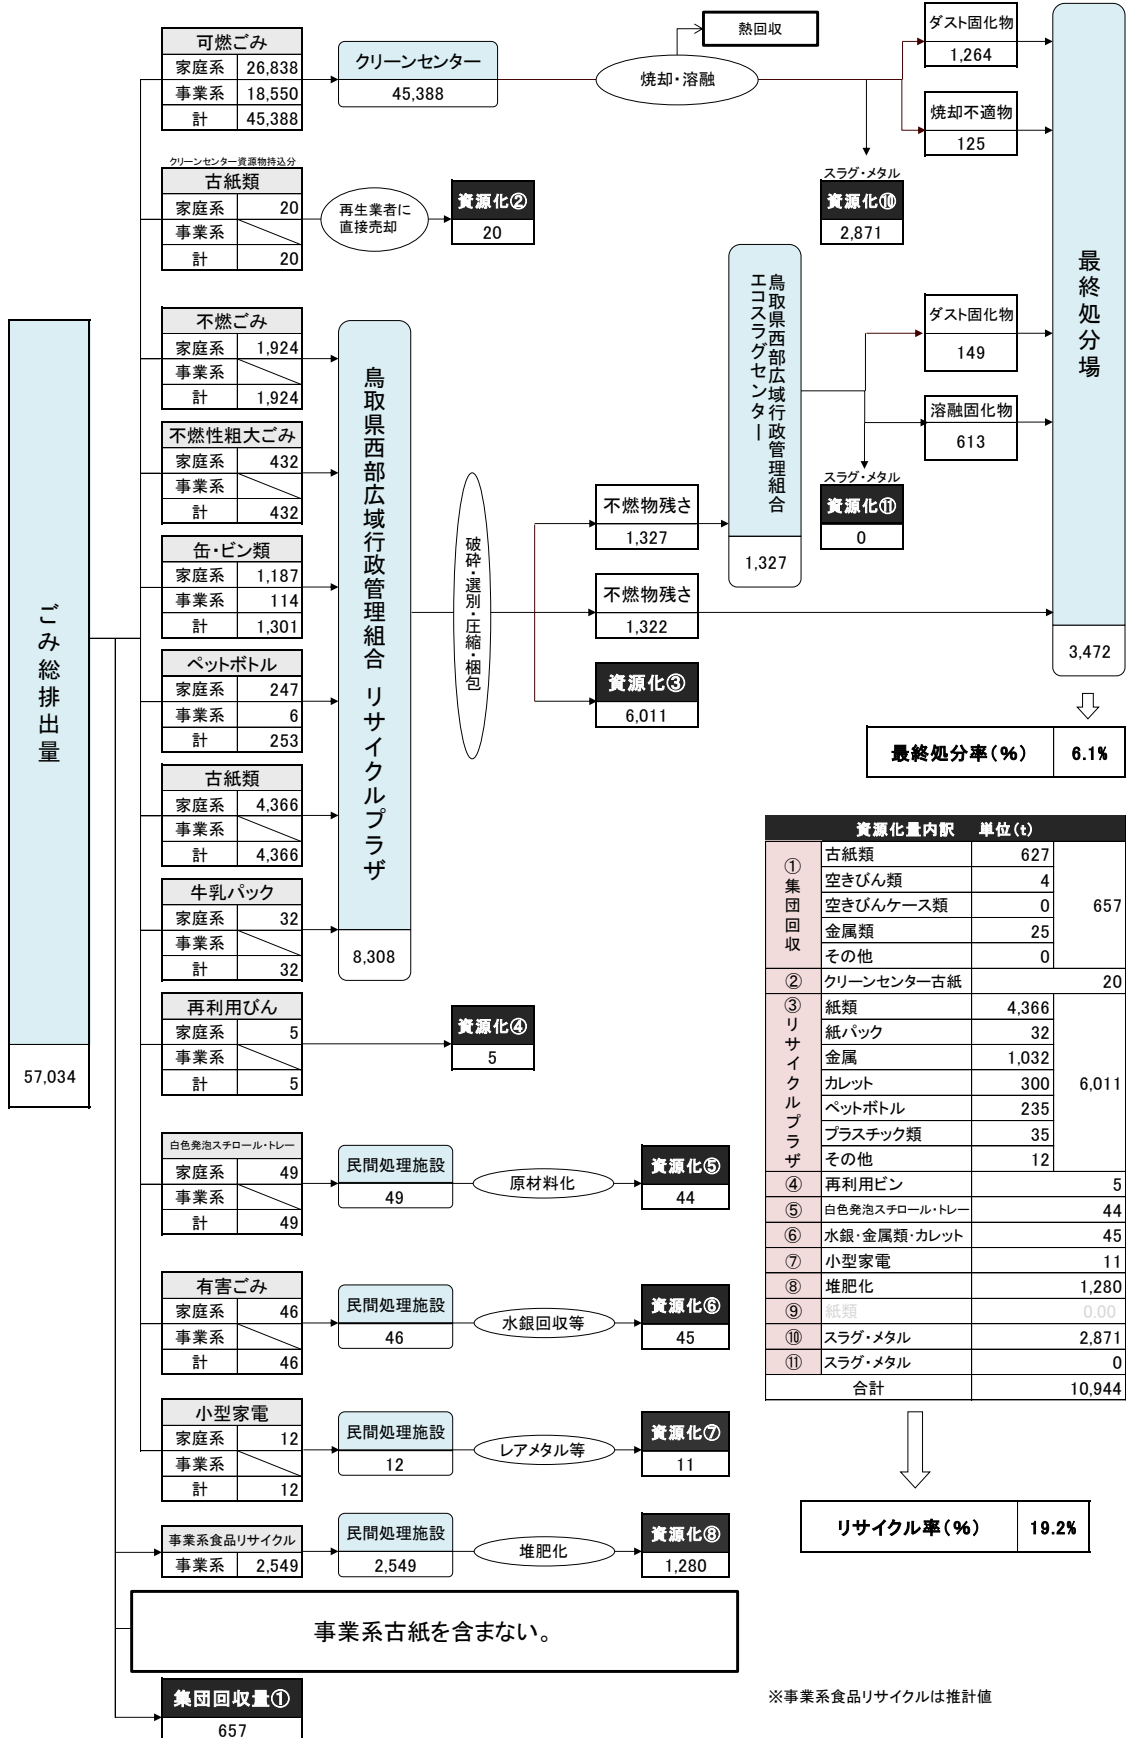 ごみ総排出量
57,034
可燃ごみ
家庭系 26,838
事業系 18,550
計 45,388
クリーンセンター
45,388
焼却・溶融
熱回収
ダスト固化物
1,264
焼却不適物
125
スラグ・メタル
資源化⑩
2,871
クリーンセンター資源物持込分
古紙類
家庭系 20
事業系
計 20
再生業者に
直接売却
資源化②
20
不燃ごみ
家庭系 1,924
事業系
計 1,924
不燃性粗大ごみ
家庭系 432
事業系
計 432
缶・ビン類
家庭系 1,187
事業系 114
計 1,301
ペットボトル
家庭系 247
事業系 6
計 253
古紙類
家庭系 4,366
事業系
計 4,366
牛乳パック
家庭系 32
事業系
計 32
鳥取県西部広域行政管理組合 リサイクルプラザ
8,308
破砕・選別・圧縮・梱包
不燃物残さ
1,327
不燃物残さ
1,322
資源化③
6,011
鳥取県西部広域行政管理組合
エコスラグセンター
1,327
ダスト固化物
149
溶融固化物
613
スラグ・メタル
資源化⑪
0
最終処分場
3,472
最終処分率(%) 6.1%
再利用びん
家庭系 5
事業系
計 5
資源化④
5
白色発泡スチロール・トレー
家庭系 49
事業系
計 49
民間処理施設
49
原材料化
資源化⑤
44
有害ごみ
家庭系 46
事業系
計 46
民間処理施設
46
水銀回収等
資源化⑥
45
小型家電
家庭系 12
事業系
計 12
民間処理施設
12
レアメタル等
資源化⑦
11
事業系食品リサイクル
事業系 2,549
民間処理施設
2,549
堆肥化
資源化⑧
1,280
事業系古紙を含まない。
集団回収量①
657
資源化量内訳 単位(t)
①集団回収
古紙類 627
空きびん類 4
空きびんケース類 0
金属類 25
その他 0
657
② クリーンセンター古紙 20
③リサイクルプラザ
紙類 4,366
紙パック 32
金属 1,032
カレット 300
ペットボトル 235
プラスチック類 35
その他 12
6,011
④ 再利用ビン 5
⑤ 白色発泡スチロール・トレー 44
⑥ 水銀・金属類・カレット 45
⑦ 小型家電 11
⑧ 堆肥化 1,280
⑨ 紙類 0.00
⑩ スラグ・メタル 2,871
⑪ スラグ・メタル 0
合計 10,944
リサイクル率(%) 19.2%
※事業系食品リサイクルは推計値